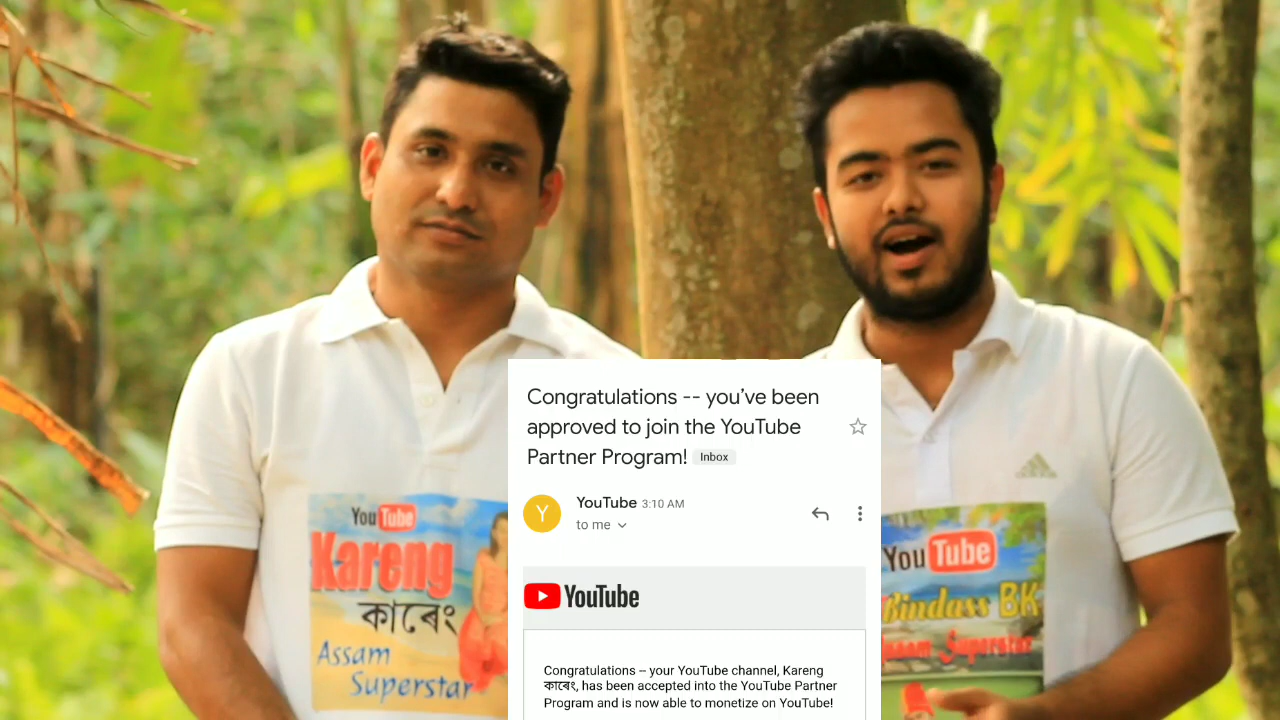 Congratulations -- you've been
approved to join the YouTube
Partner Program! Inbox
Y YouTube 3:10 AM
to me
YouTube
Congratulations – your YouTube channel, Kareng
কাৰেং, has been accepted into the YouTube Partner
Program and is now able to monetize on YouTube!
YouTube
Kareng
কাৰেং
Assam
Superstar
YouTube
Bindass BK
Assam Superstar